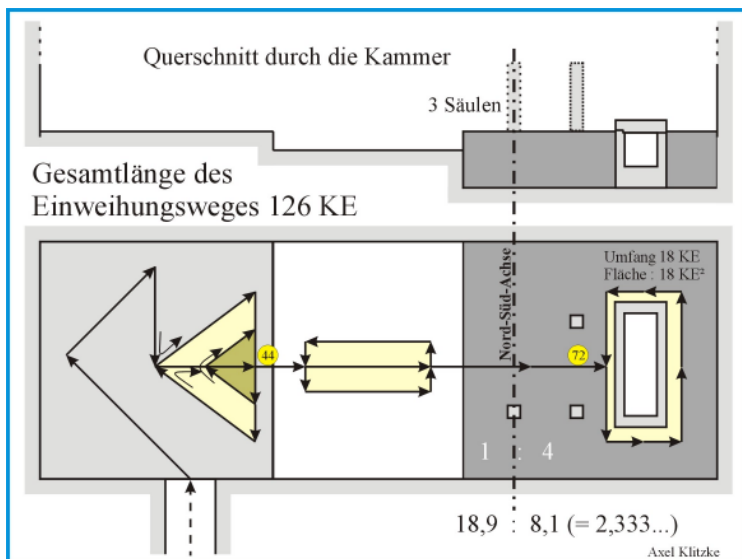 Querschnitt durch die Kammer
3 Säulen
Gesamtlänge des
Einweihungsweges 126 KE
Nord-Süd-Achse
Umfang 18 KE
Fläche : 18 KE²
44
72
1 : 4
18,9 : 8,1 (= 2,333...)
Axel Klitzke